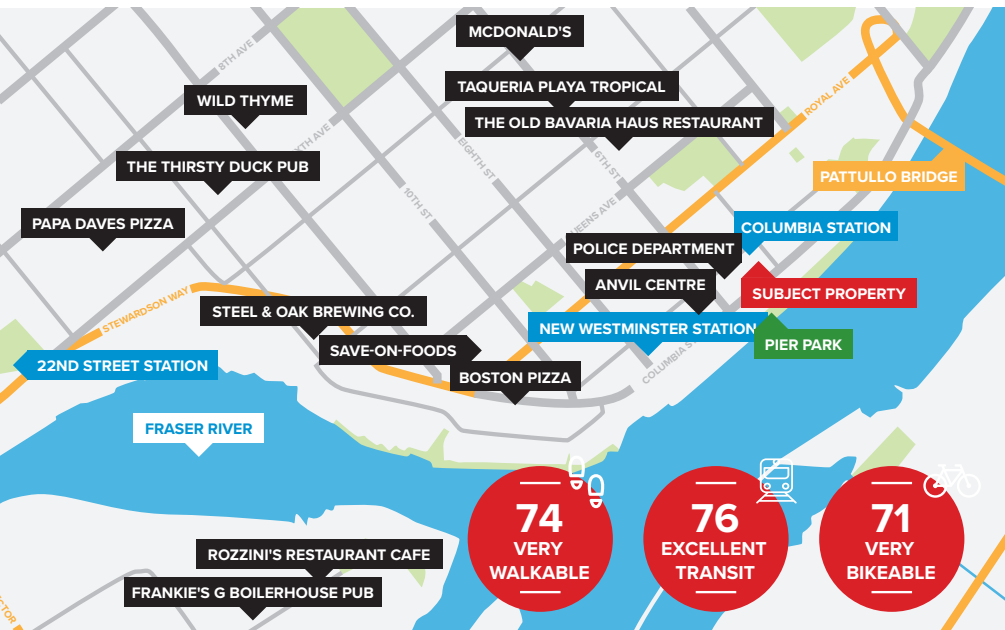 MCDONALD'S
8TH AVE
TAQUERIA PLAYA TROPICAL
WILD THYME
ROYAL AVE
THE OLD BAVARIA HAUS RESTAURANT
XTH AVE
EIGHTH ST
6TH ST
THE THIRSTY DUCK PUB
PATTULLO BRIDGE
10TH ST
UEENS AVE
PAPA DAVES PIZZA
COLUMBIA STATION
POLICE DEPARTMENT
ANVIL CENTRE
SUBJECT PROPERTY
STEWARDSON WAY
STEEL & OAK BREWING CO.
NEW WESTMINSTER STATION
PIER PARK
SAVE-ON-FOODS
COLUMBIA S
22ND STREET STATION
BOSTON PIZZA
FRASER RIVER
74
VERY
WALKABLE
76
EXCELLENT
TRANSIT
71
VERY
BIKEABLE
ROZZINI'S RESTAURANT CAFE
FRANKIE'S G BOILERHOUSE PUB
CTOR